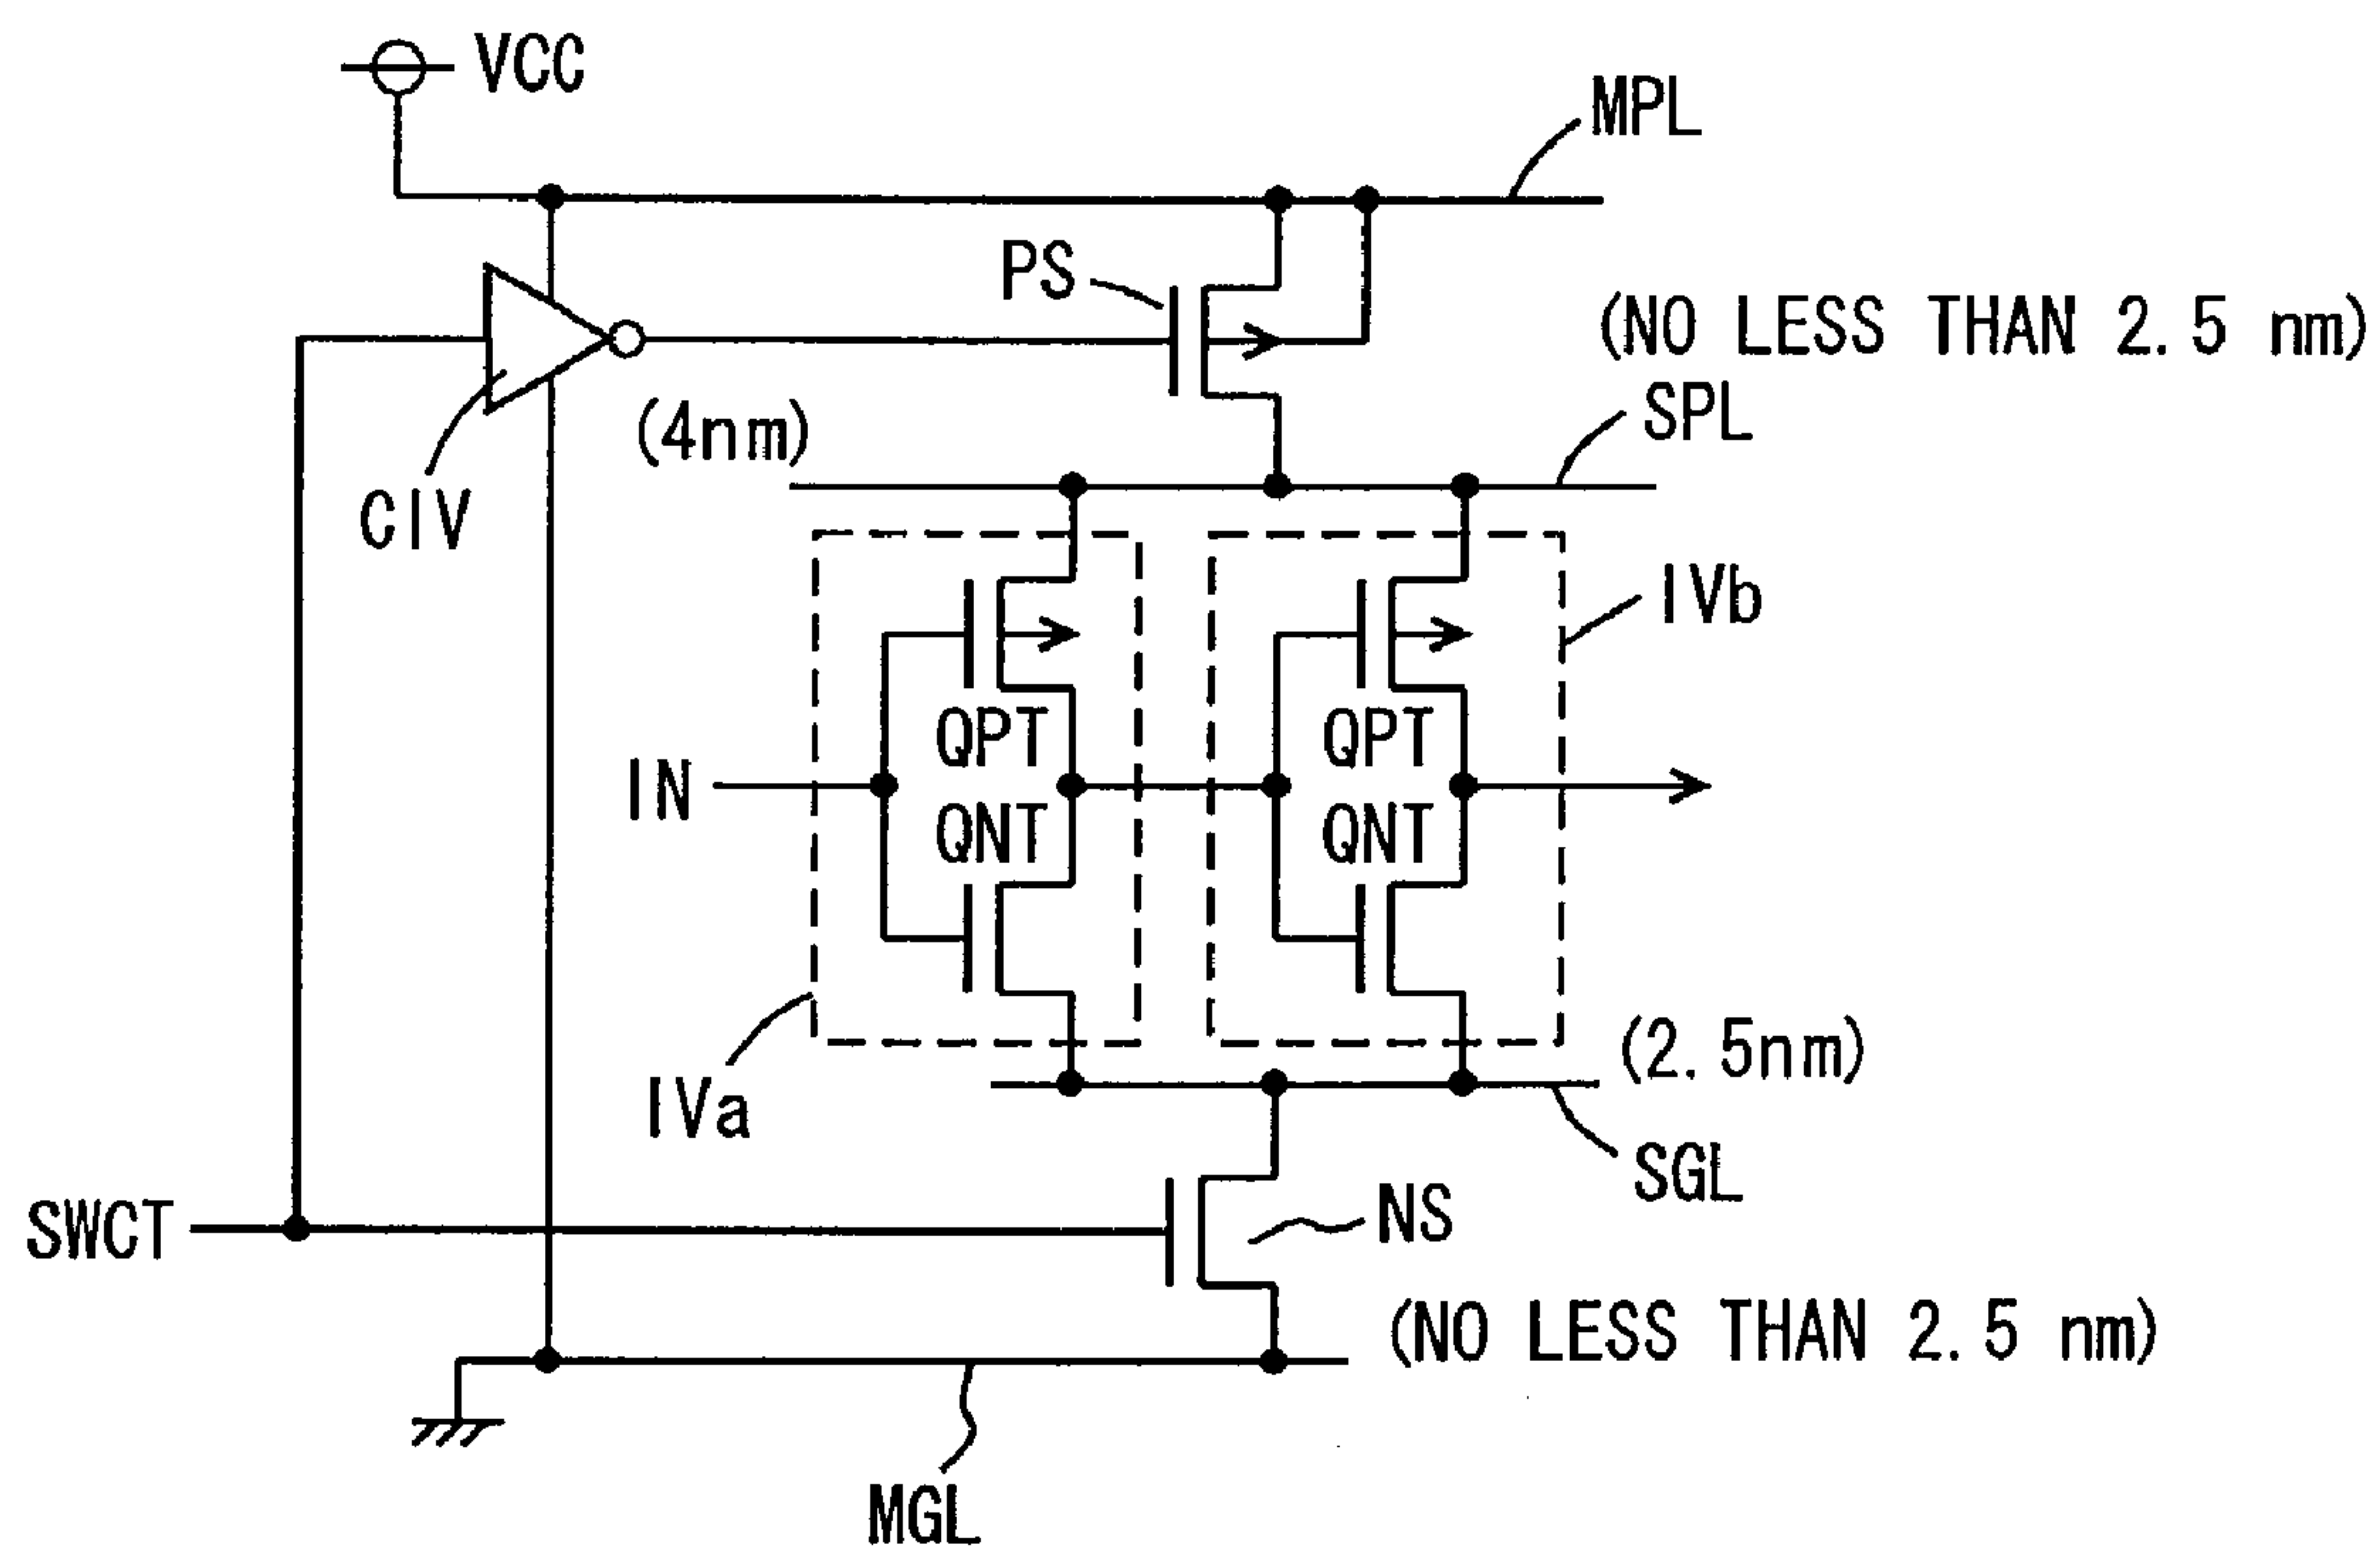 VCC
MPL
PS
(NO LESS THAN 2.5 nm)
SPL
(4nm)
CIV
IVb
QPT
QPT
IN
QNT
QNT
(2.5nm)
IVa
SGL
SWCT
NS
(NO LESS THAN 2.5 nm)
MGL